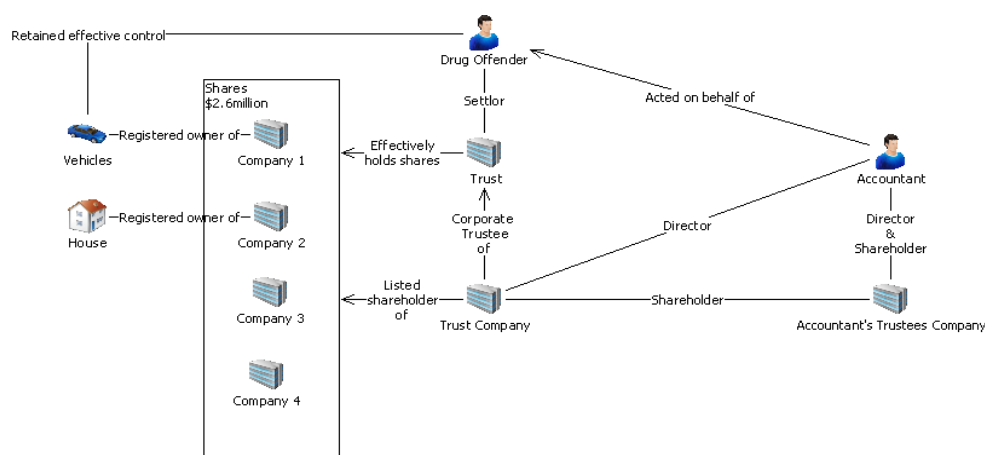 Retained effective control
Drug Offender
Shares
$2.6million
Settlor
Acted on behalf of
Registered owner of
Vehicles
Company 1
Effectively
holds shares
Trust
Accountant
Registered owner of
House
Company 2
Corporate
Trustee
of
Director
Director
&
Shareholder
Company 3
Listed
shareholder
of
Trust Company
Shareholder
Accountant's Trustees Company
Company 4